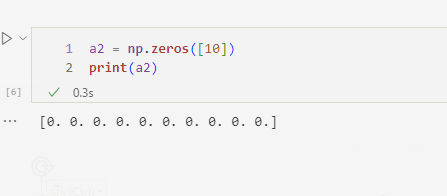 1 a2 = np.zeros([10])
2 print(a2)
[6] 0.3s
... [0. 0. 0. 0. 0. 0. 0. 0. 0. 0.]